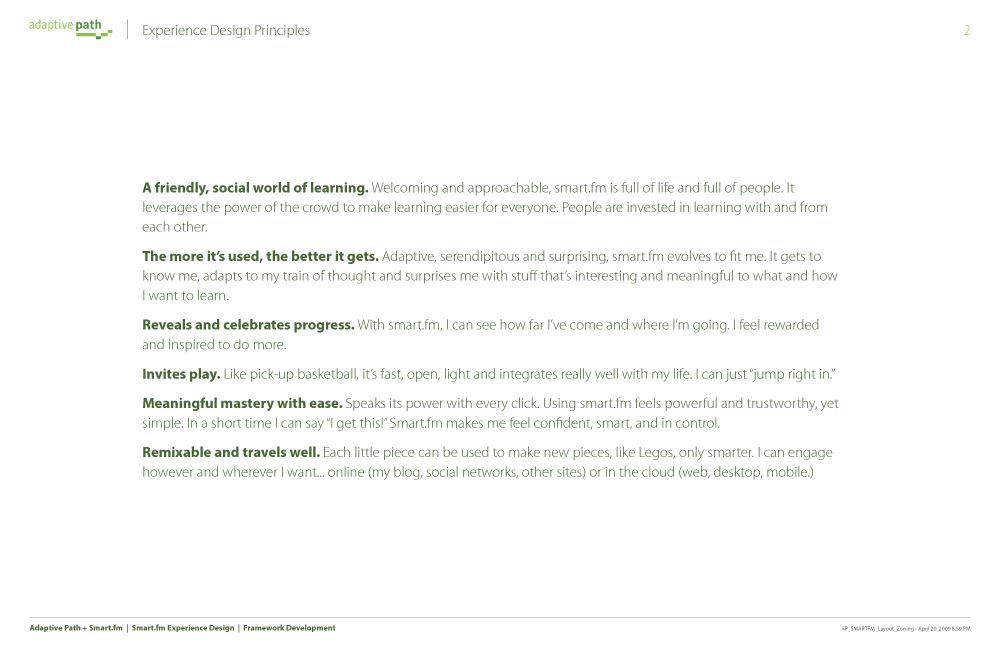 adaptive path
Experience Design Principles
2
A friendly, social world of learning. Welcoming and approachable, smart.fm is full of life and full of people. It
leverages the power of the crowd to make learning easier for everyone. People are invested in learning with and from
each other.
The more it’s used, the better it gets. Adaptive, serendipitous and surprising, smart.fm evolves to fit me. It gets to
know me, adapts to my train of thought and surprises me with stuff that’s interesting and meaningful to what and how
I want to learn.
Reveals and celebrates progress. With smart.fm, I can see how far I’ve come and where I’m going. I feel rewarded
and inspired to do more.
Invites play. Like pick-up basketball, it’s fast, open, light and integrates really well with my life. I can just “jump right in.”
Meaningful mastery with ease. Speaks its power with every click. Using smart.fm feels powerful and trustworthy, yet
simple. In a short time I can say “I get this!” Smart.fm makes me feel confident, smart, and in control.
Remixable and travels well. Each little piece can be used to make new pieces, like Legos, only smarter. I can engage
however and wherever I want... online (my blog, social networks, other sites) or in the cloud (web, desktop, mobile.)
Adaptive Path + Smart.fm | Smart.fm Experience Design | Framework Development
AP_SMARTFM_Layout_Zoning - April 20, 2009 8:59 PM